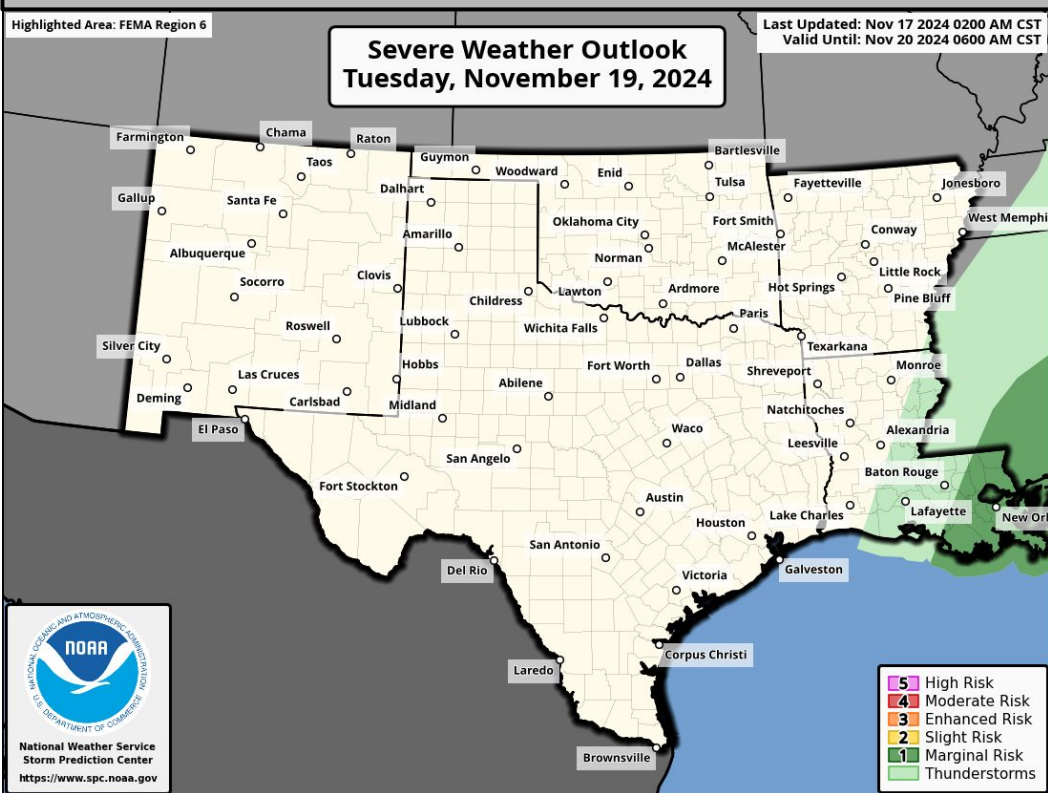 Highlighted Area: FEMA Region 6
Severe Weather Outlook
Tuesday, November 19, 2024
Last Updated: Nov 17 2024 0200 AM CST
Valid Until: Nov 20 2024 0600 AM CST
Farmington
Chama
Raton
Taos
Guymon
Woodward
Enid
Bartlesville
Tulsa
Fayetteville
Jonesboro
Gallup
Santa Fe
Dalhart
Oklahoma City
Fort Smith
West Memphi
Albuquerque
Amarillo
Norman
McAlester
Conway
Little Rock
Socorro
Clovis
Childress
Lawton
Ardmore
Hot Springs
Pine Bluff
Roswell
Lubbock
Wichita Falls
Paris
Texarkana
Silver City
Las Cruces
Hobbs
Fort Worth
Dallas
Shreveport
Monroe
Deming
Carlsbad
Midland
Abilene
Natchitoches
El Paso
San Angelo
Waco
Leesville
Alexandria
Fort Stockton
Baton Rouge
Austin
Houston
Lake Charles
Lafayette
New Orl
Del Rio
San Antonio
Victoria
Galveston
Laredo
Corpus Christi
Brownsville
NATIONAL OCEANIC AND ATMOSPHERIC ADMINISTRATION
NOAA
U.S. DEPARTMENT OF COMMERCE
National Weather Service
Storm Prediction Center
https://www.spc.noaa.gov
5 High Risk
4 Moderate Risk
3 Enhanced Risk
2 Slight Risk
1 Marginal Risk
Thunderstorms